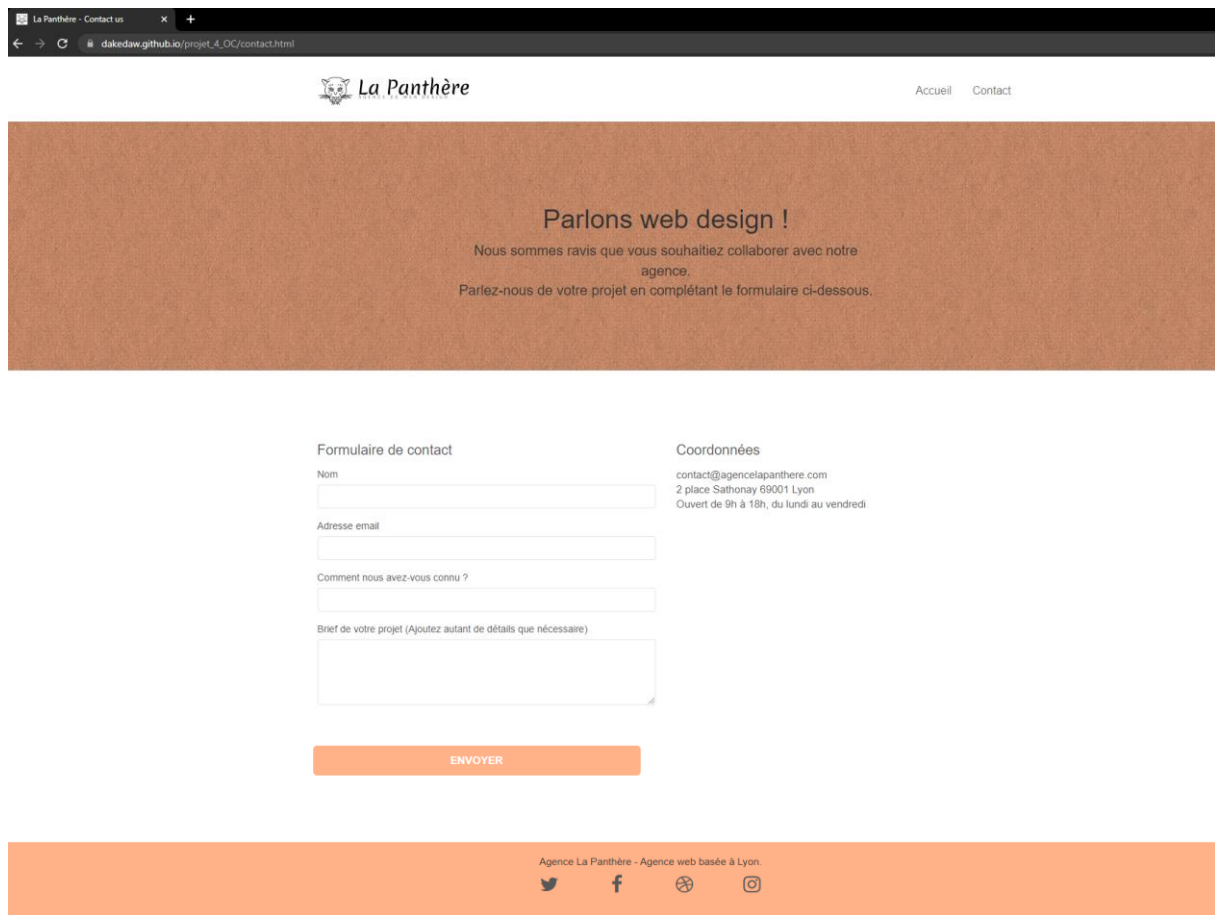 La Panthère - Contact us
dakedaw.github.io/projet_4_OC/contact.html
La Panthère
Accueil Contact
Parlons web design !
Nous sommes ravis que vous souhaitiez collaborer avec notre
agence.
Parlez-nous de votre projet en complétant le formulaire ci-dessous.
Formulaire de contact
Nom
Adresse email
Comment nous avez-vous connu ?
Brief de votre projet (Ajoutez autant de détails que nécessaire)
ENVOYER
Coordonnées
contact@agencelapanthere.com
2 place Sathonay 69001 Lyon
Ouvert de 9h à 18h, du lundi au vendredi
Agence La Panthère - Agence web basée à Lyon.